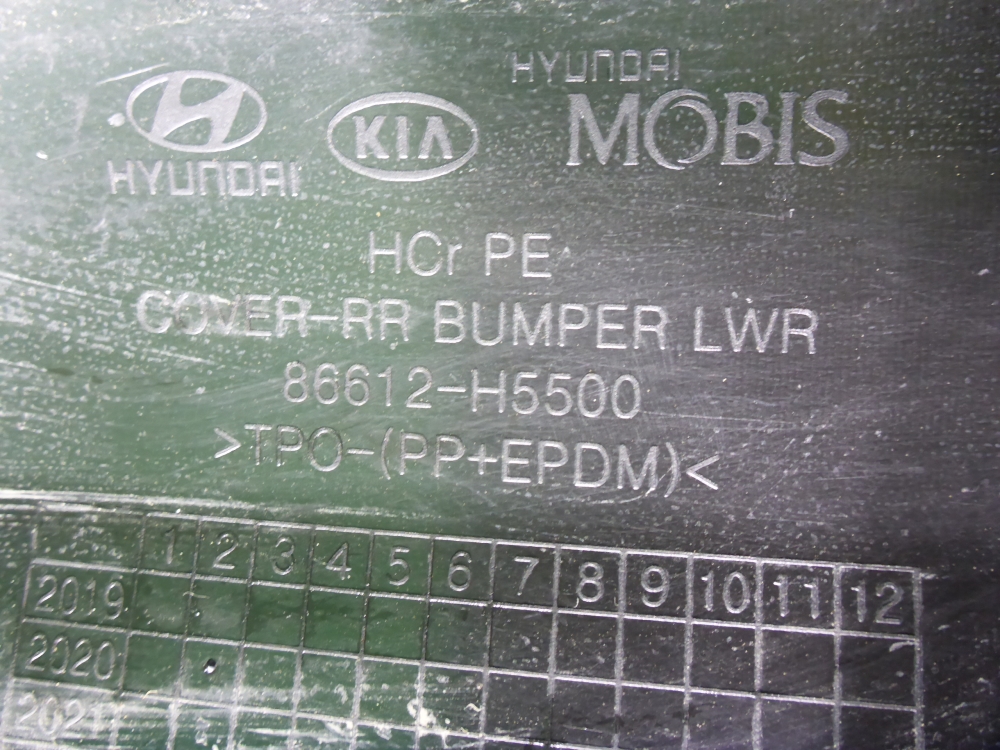 HYUNDAI
KIA
HYUNDAI
MOBIS
HCr PE
COVER-RR BUMPER LWR
86612-H5500
>TPO-(PP+EPDM)<
1 2 3 4 5 6 7 8 9 10 11 12
2019
2020
2021